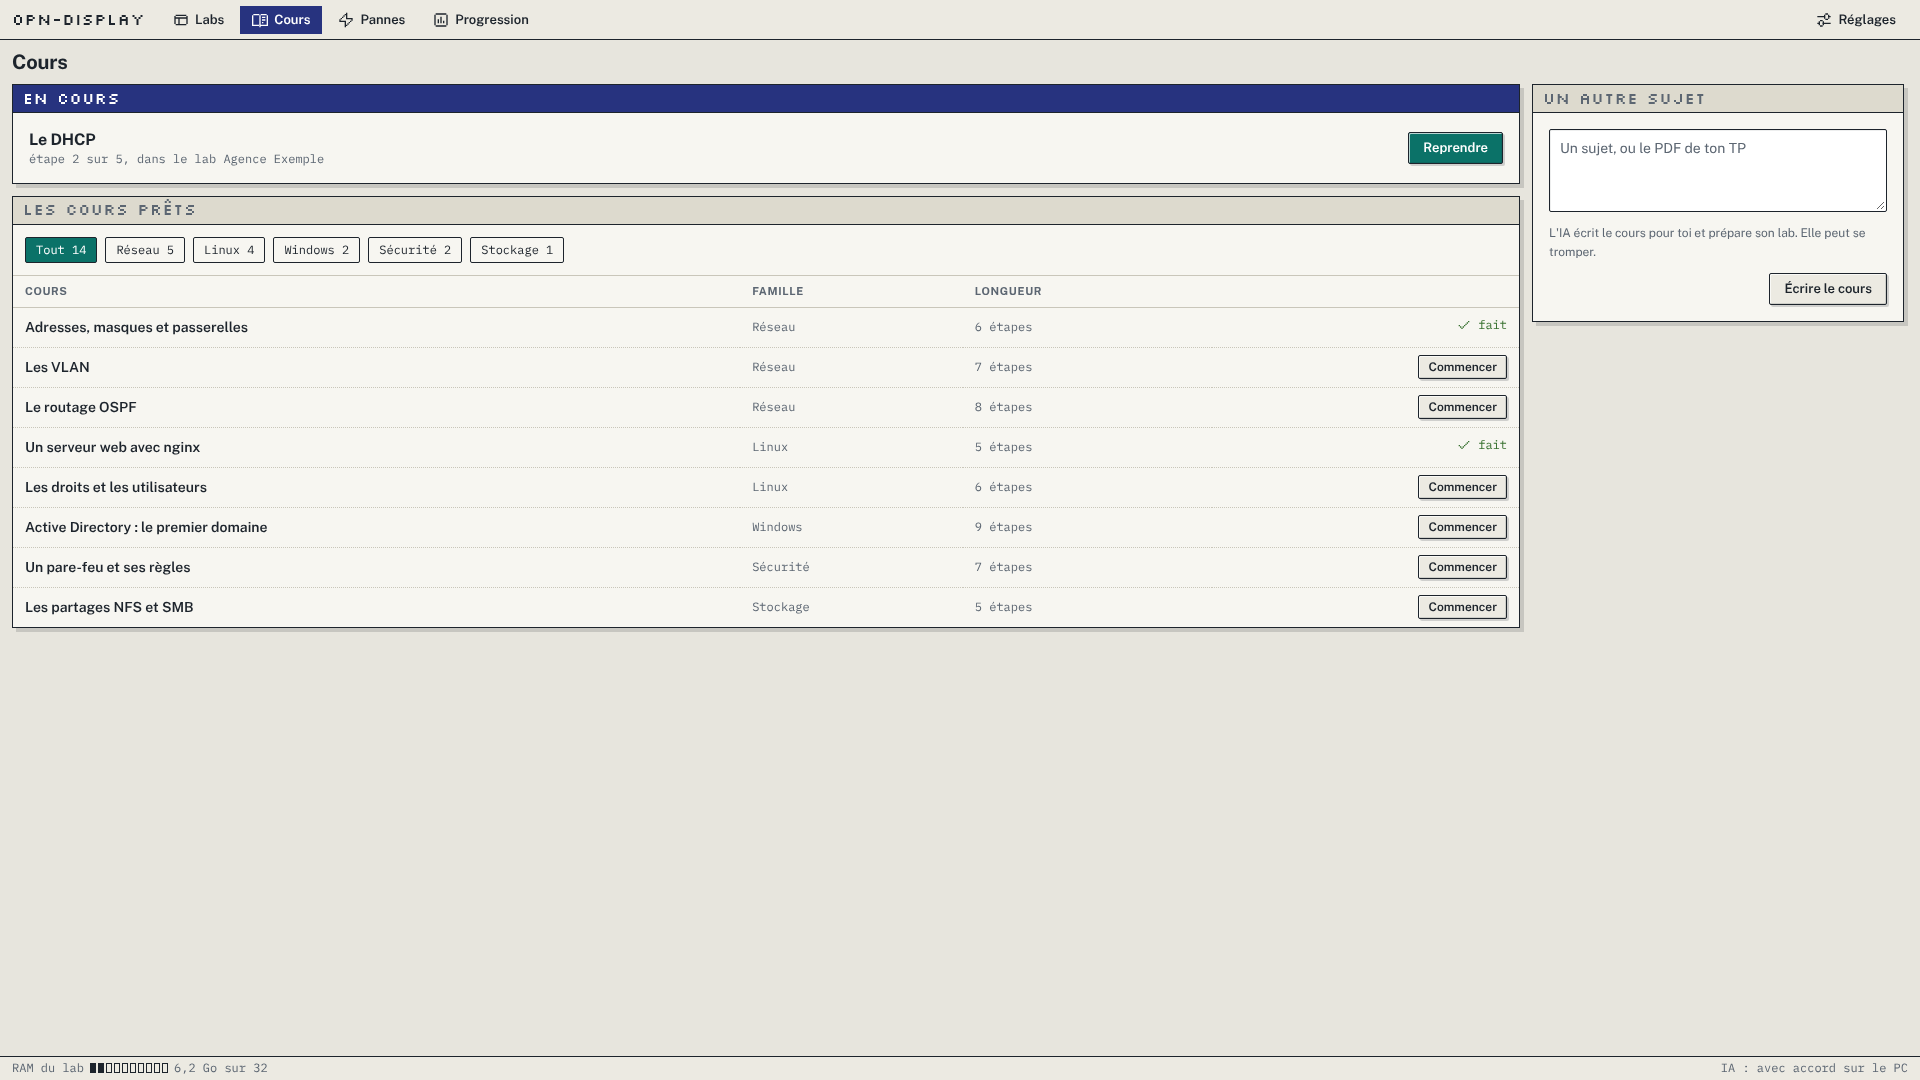 OPN-DISPLAY
Labs
Cours
Pannes
Progression
Réglages
Cours
EN COURS
Le DHCP
étape 2 sur 5, dans le lab Agence Exemple
Reprendre
LES COURS PRÊTS
Tout 14
Réseau 5
Linux 4
Windows 2
Sécurité 2
Stockage 1
COURS FAMILLE LONGUEUR
Adresses, masques et passerelles Réseau 6 étapes fait
Les VLAN Réseau 7 étapes Commencer
Le routage OSPF Réseau 8 étapes Commencer
Un serveur web avec nginx Linux 5 étapes fait
Les droits et les utilisateurs Linux 6 étapes Commencer
Active Directory : le premier domaine Windows 9 étapes Commencer
Un pare-feu et ses règles Sécurité 7 étapes Commencer
Les partages NFS et SMB Stockage 5 étapes Commencer
UN AUTRE SUJET
Un sujet, ou le PDF de ton TP
L'IA écrit le cours pour toi et prépare son lab. Elle peut se
tromper.
Écrire le cours
RAM du lab 6,2 Go sur 32
IA : avec accord sur le PC